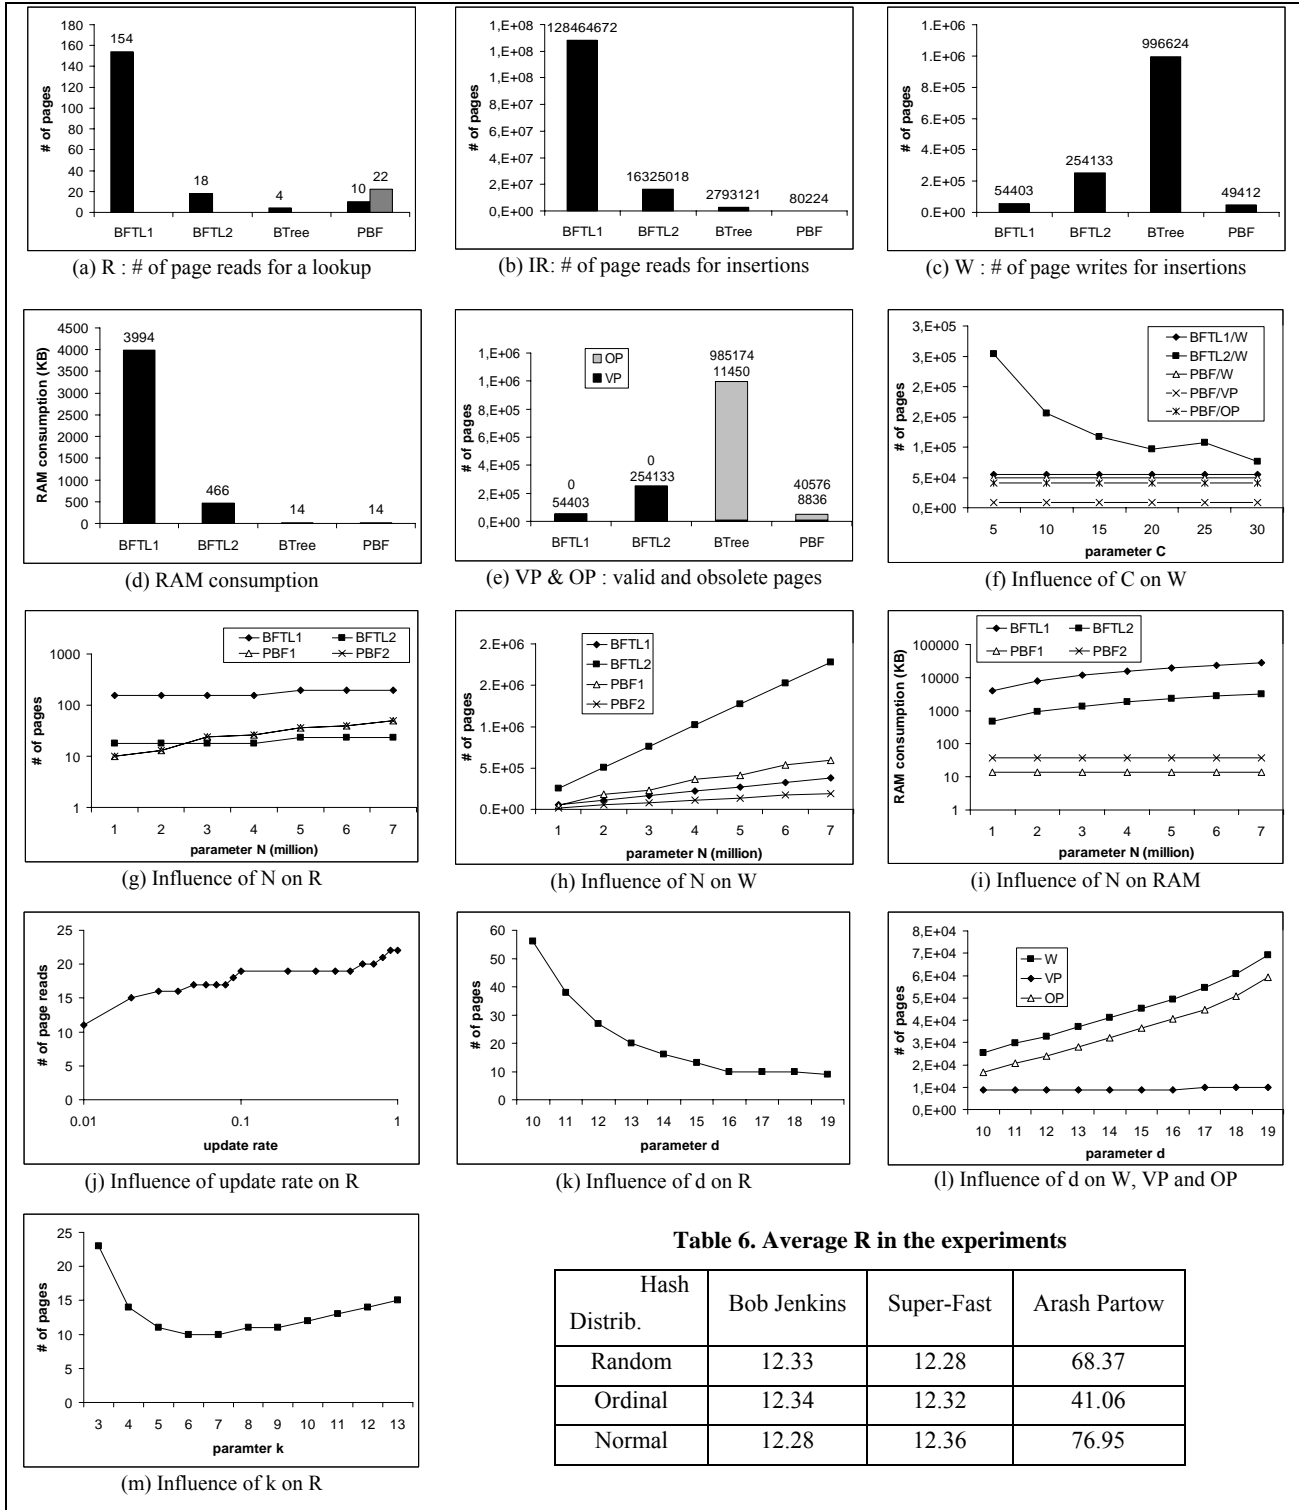 180
160
140
120
100
80
60
40
20
0
# of pages
154
18
4
10
22
BFTL1 BFTL2 BTree PBF
(a) R : # of page reads for a lookup
1,E+08
1,E+08
1,E+08
8,E+07
6,E+07
4,E+07
2,E+07
0,E+00
# of pages
128464672
16325018
2793121
80224
BFTL1 BFTL2 BTree PBF
(b) IR: # of page reads for insertions
1.E+06
1.E+06
8.E+05
6.E+05
4.E+05
2.E+05
0.E+00
# of pages
54403
254133
996624
49412
BFTL1 BFTL2 BTree PBF
(c) W : # of page writes for insertions
4500
4000
3500
3000
2500
2000
1500
1000
500
0
RAM consumption (KB)
3994
466
14
14
BFTL1 BFTL2 BTree PBF
(d) RAM consumption
1,E+06
1,E+06
8,E+05
6,E+05
4,E+05
2,E+05
0,E+00
# of pages
OP
VP
0
54403
0
254133
985174
11450
40576
8836
BFTL1 BFTL2 BTree PBF
(e) VP & OP : valid and obsolete pages
3,E+05
3,E+05
2,E+05
2,E+05
1,E+05
5,E+04
0,E+00
# of pages
BFTL1/W
BFTL2/W
PBF/W
PBF/VP
PBF/OP
5 10 15 20 25 30
parameter C
(f) Influence of C on W
BFTL1 BFTL2
PBF1 PBF2
1000
100
10
1
# of pages
1 2 3 4 5 6 7
parameter N (million)
(g) Influence of N on R
2.E+06
2.E+06
1.E+06
5.E+05
0.E+00
# of pages
BFTL1
BFTL2
PBF1
PBF2
1 2 3 4 5 6 7
parameter N (million)
(h) Influence of N on W
BFTL1 BFTL2
PBF1 PBF2
100000
10000
1000
100
10
1
RAM consumption (KB)
1 2 3 4 5 6 7
parameter N (million)
(i) Influence of N on RAM
25
20
15
10
5
0
# of page reads
0.01 0.1 1
update rate
(j) Influence of update rate on R
60
50
40
30
20
10
0
# of pages
10 11 12 13 14 15 16 17 18 19
parameter d
(k) Influence of d on R
8,E+04
7,E+04
6,E+04
5,E+04
4,E+04
3,E+04
2,E+04
1,E+04
0,E+00
# of pages
W
VP
OP
10 11 12 13 14 15 16 17 18 19
parameter d
(l) Influence of d on W, VP and OP
25
20
15
10
5
0
# of pages
3 4 5 6 7 8 9 10 11 12 13
paramter k
(m) Influence of k on R
Table 6. Average R in the experiments
Hash
Distrib.
Bob Jenkins Super-Fast Arash Partow
Random 12.33 12.28 68.37
Ordinal 12.34 12.32 41.06
Normal 12.28 12.36 76.95